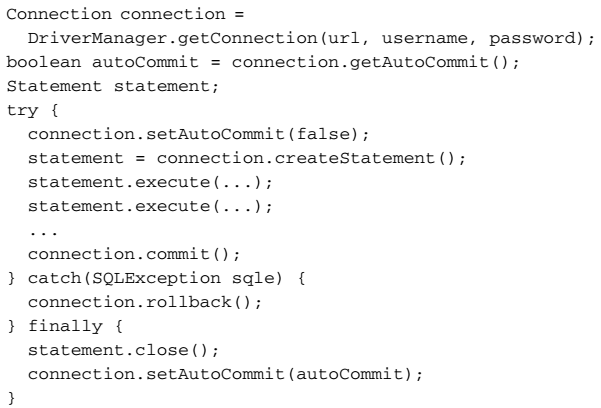 Connection connection =
  DriverManager.getConnection(url, username, password);
boolean autoCommit = connection.getAutoCommit();
Statement statement;
try {
  connection.setAutoCommit(false);
  statement = connection.createStatement();
  statement.execute(...);
  statement.execute(...);
  ...
  connection.commit();
} catch(SQLException sqle) {
  connection.rollback();
} finally {
  statement.close();
  connection.setAutoCommit(autoCommit);
}